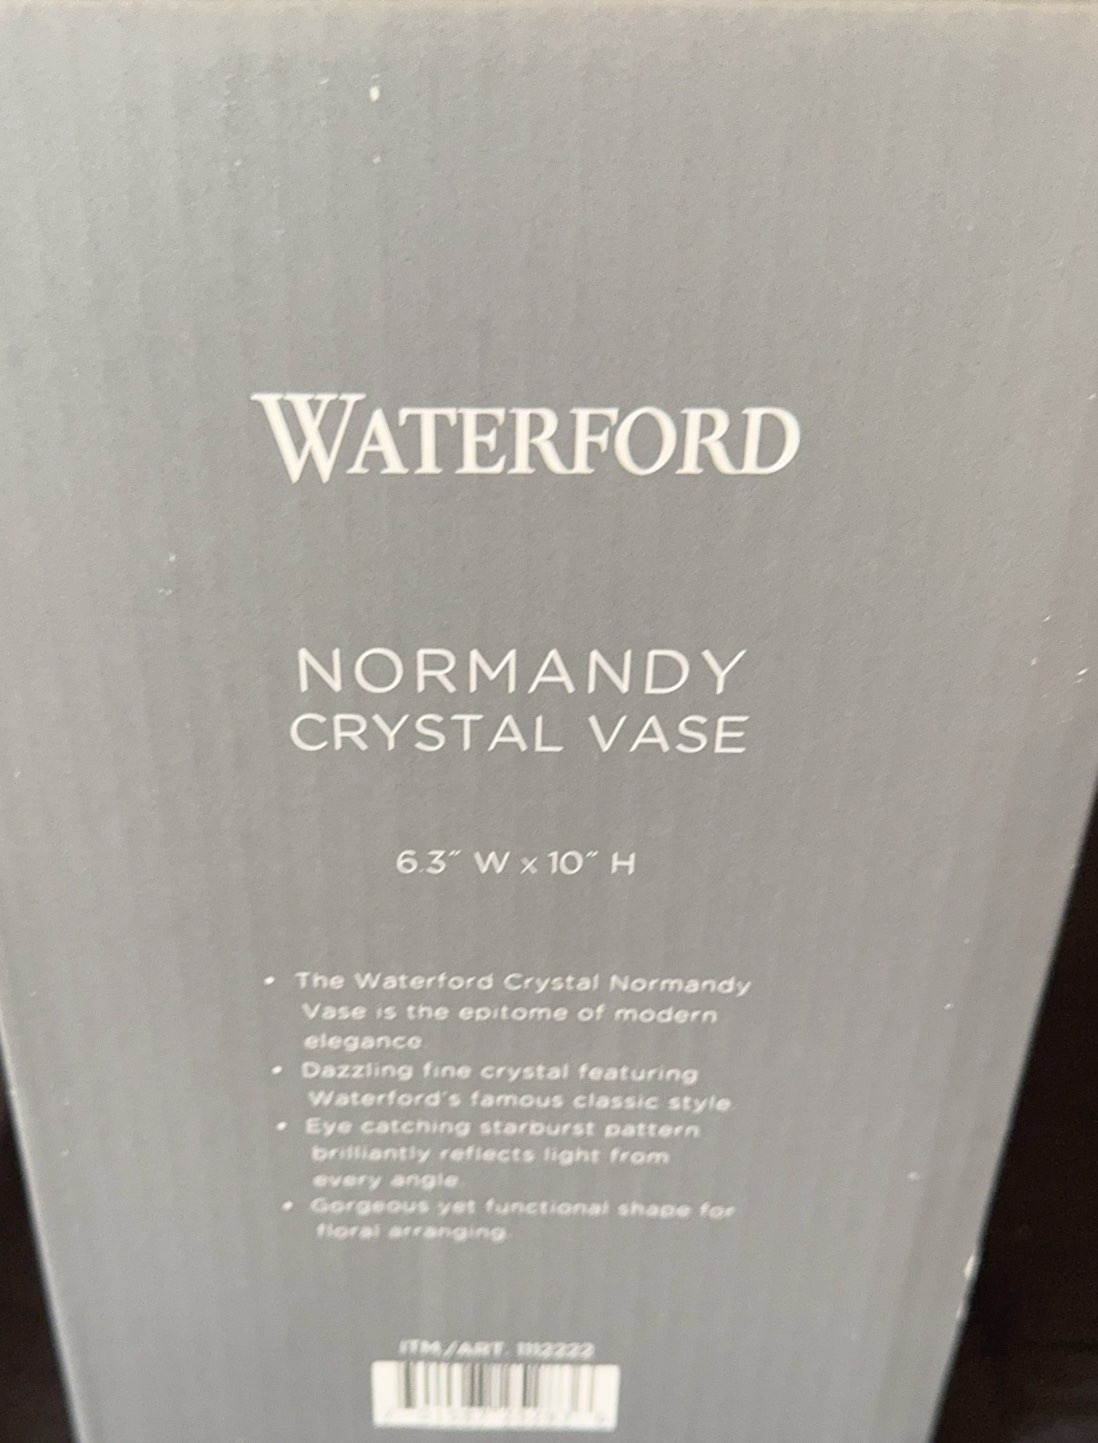 WATERFORD
NORMANDY
CRYSTAL VASE
6.3" W x 10" H
• The Waterford Crystal Normandy
Vase is the epitome of modern
elegance.
• Dazzling fine crystal featuring
Waterford's famous classic style.
• Eye catching starburst pattern
brilliantly reflects light from
every angle.
• Gorgeous yet functional shape for
floral arranging.
ITM./ART. 1112222